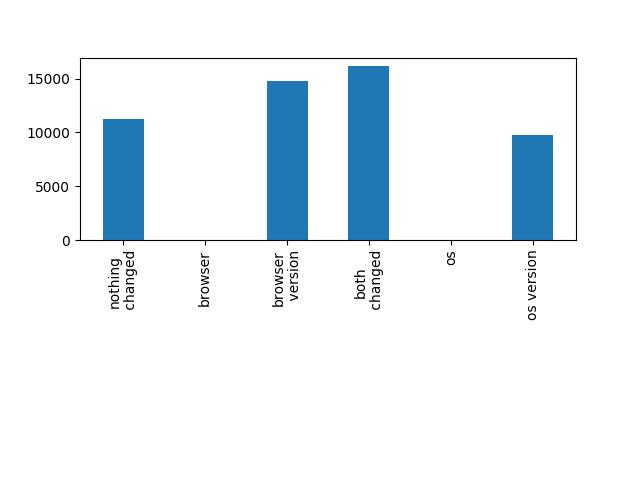 15000
10000
5000
0
nothing
changed
browser
browser
version
both
changed
os
os version